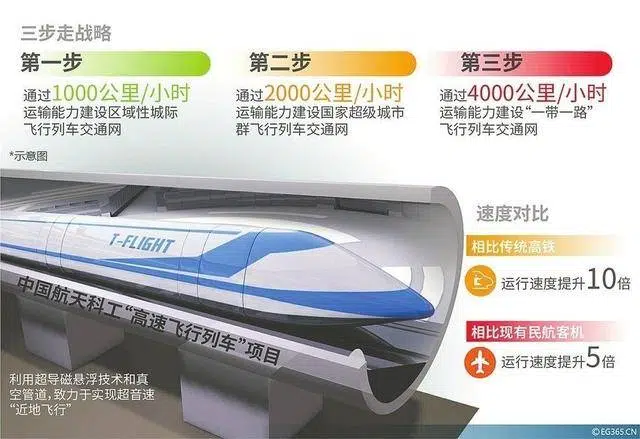 三步走战略
第一步
通过1000公里/小时
运输能力建设区域性城际
飞行列车交通网
第二步
通过2000公里/小时
运输能力建设国家超级城市
群飞行列车交通网
第三步
通过4000公里/小时
运输能力建设“一带一路”
飞行列车交通网
*示意图
T-FLIGHT
中国航天科工“高速飞行列车”项目
利用超导磁悬浮技术和真
空管道，致力于实现超音速
“近地飞行”
速度对比
相比传统高铁
运行速度提升10倍
相比现有民航客机
运行速度提升5倍
©EG365.CN